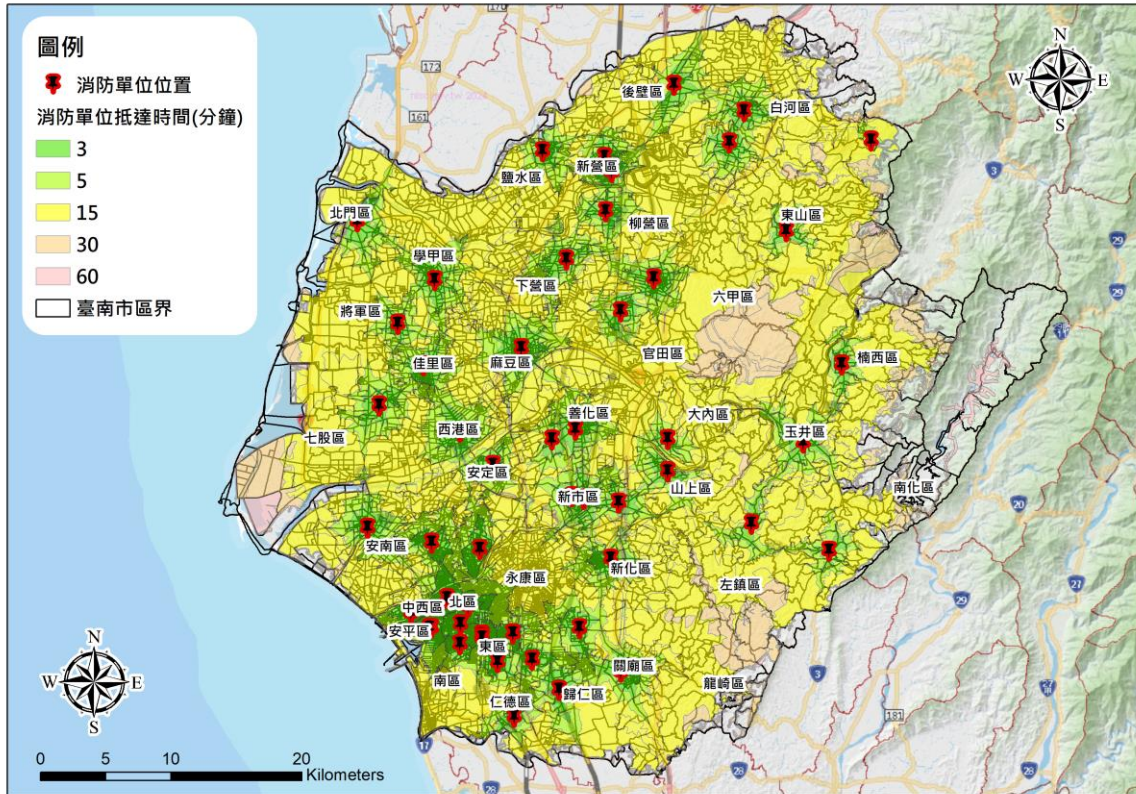 圖例
消防單位位置
消防單位抵達時間(分鐘)
3
5
15
30
60
臺南市區界
N
W
E
S
172
161
後壁區
白河區
新營區
鹽水區
3
北門區
柳營區
東山區
29
學甲區
下營區
29
將軍區
六甲區
佳里區
麻豆區
官田區
楠西區
七股區
西港區
善化區
大內區
玉井區
安定區
新市區
山上區
南化區
20
安南區
永康區
新化區
左鎮區
27
29
中西區
北區
安平區
東區
N
W
E
S
南區
關廟區
龍崎區
3
27
仁德區
歸仁區
181
17
0
5
10
20
Kilometers
28
28
28